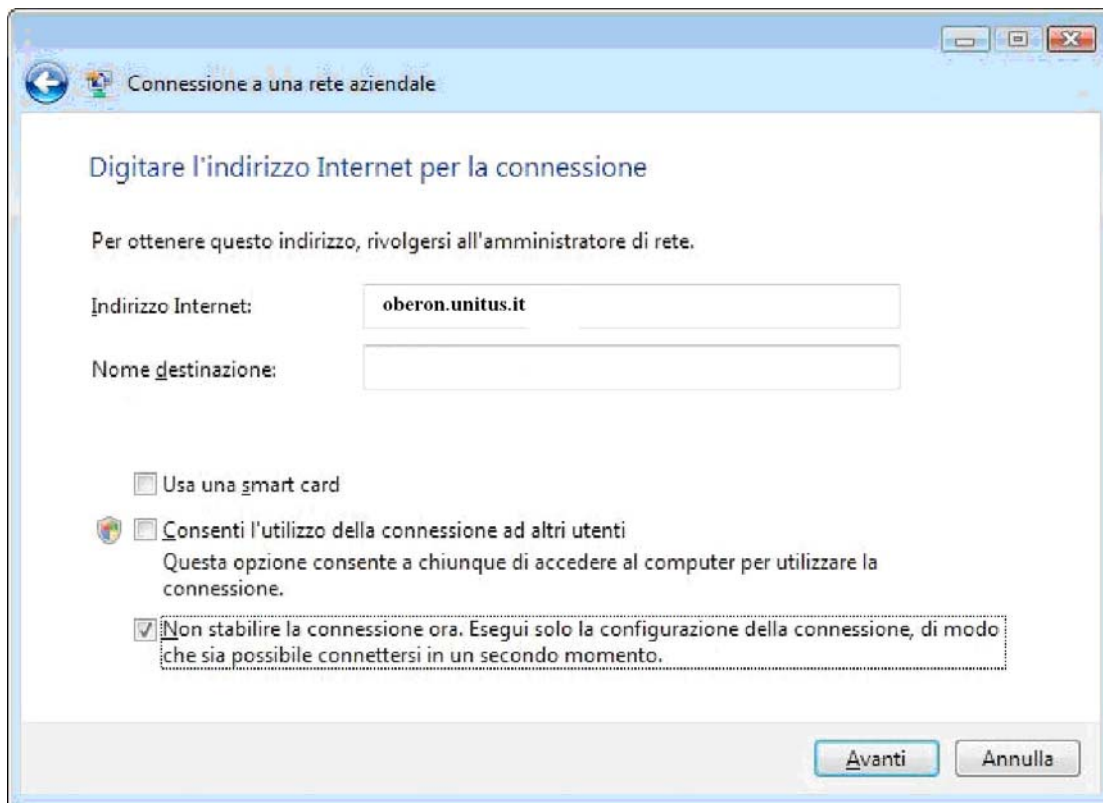 Connessione a una rete aziendale
Digitare l'indirizzo Internet per la connessione
Per ottenere questo indirizzo, rivolgersi all'amministratore di rete.
Indirizzo Internet: oberon.unitus.it
Nome destinazione:
Usa una smart card
Consenti l'utilizzo della connessione ad altri utenti
Questa opzione consente a chiunque di accedere al computer per utilizzare la
connessione.
Non stabilire la connessione ora. Esegui solo la configurazione della connessione, di modo
che sia possibile connettersi in un secondo momento.
Avanti Annulla